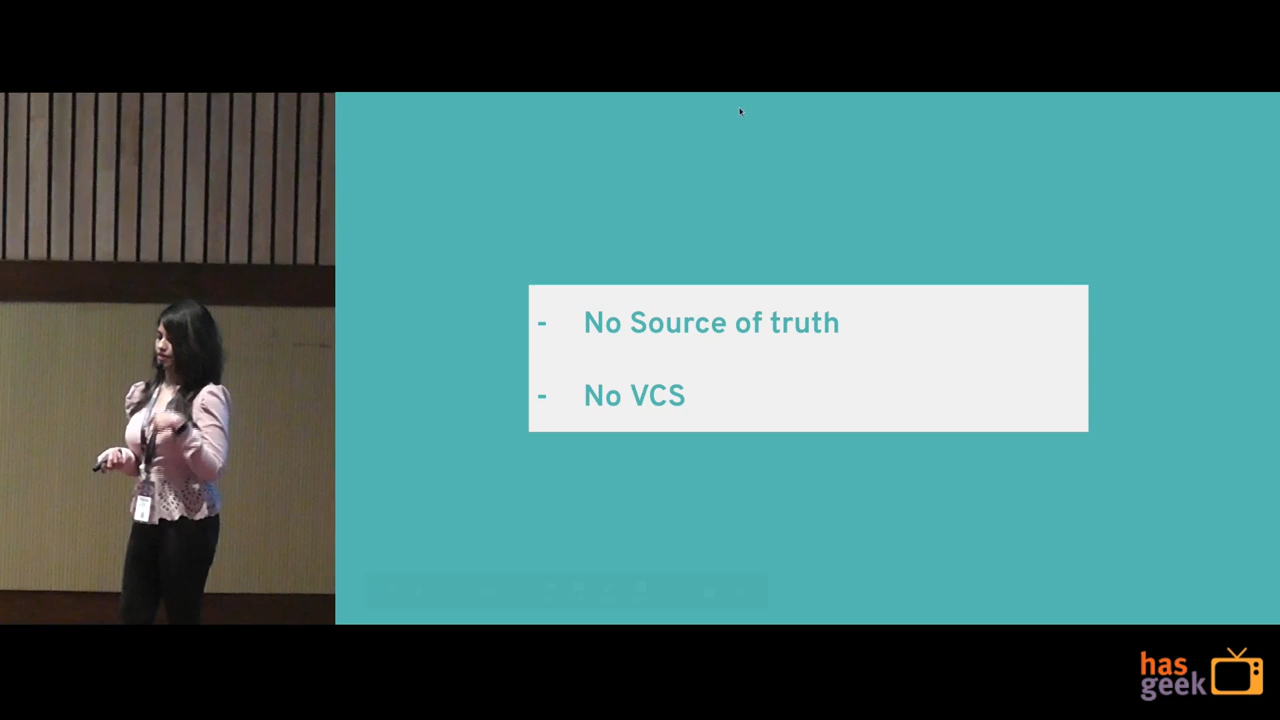 - No Source of truth
- No VCS
has
geek